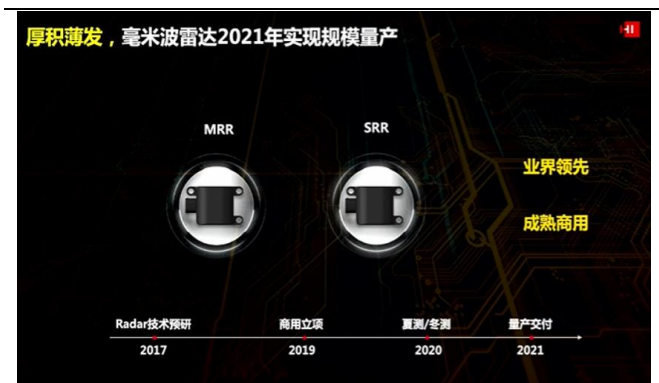 厚积薄发，毫米波雷达2021年实现规模量产
HI
MRR
SRR
业界领先
成熟商用
Radar技术预研
商用立项
夏测/冬测
量产交付
2017
2019
2020
2021